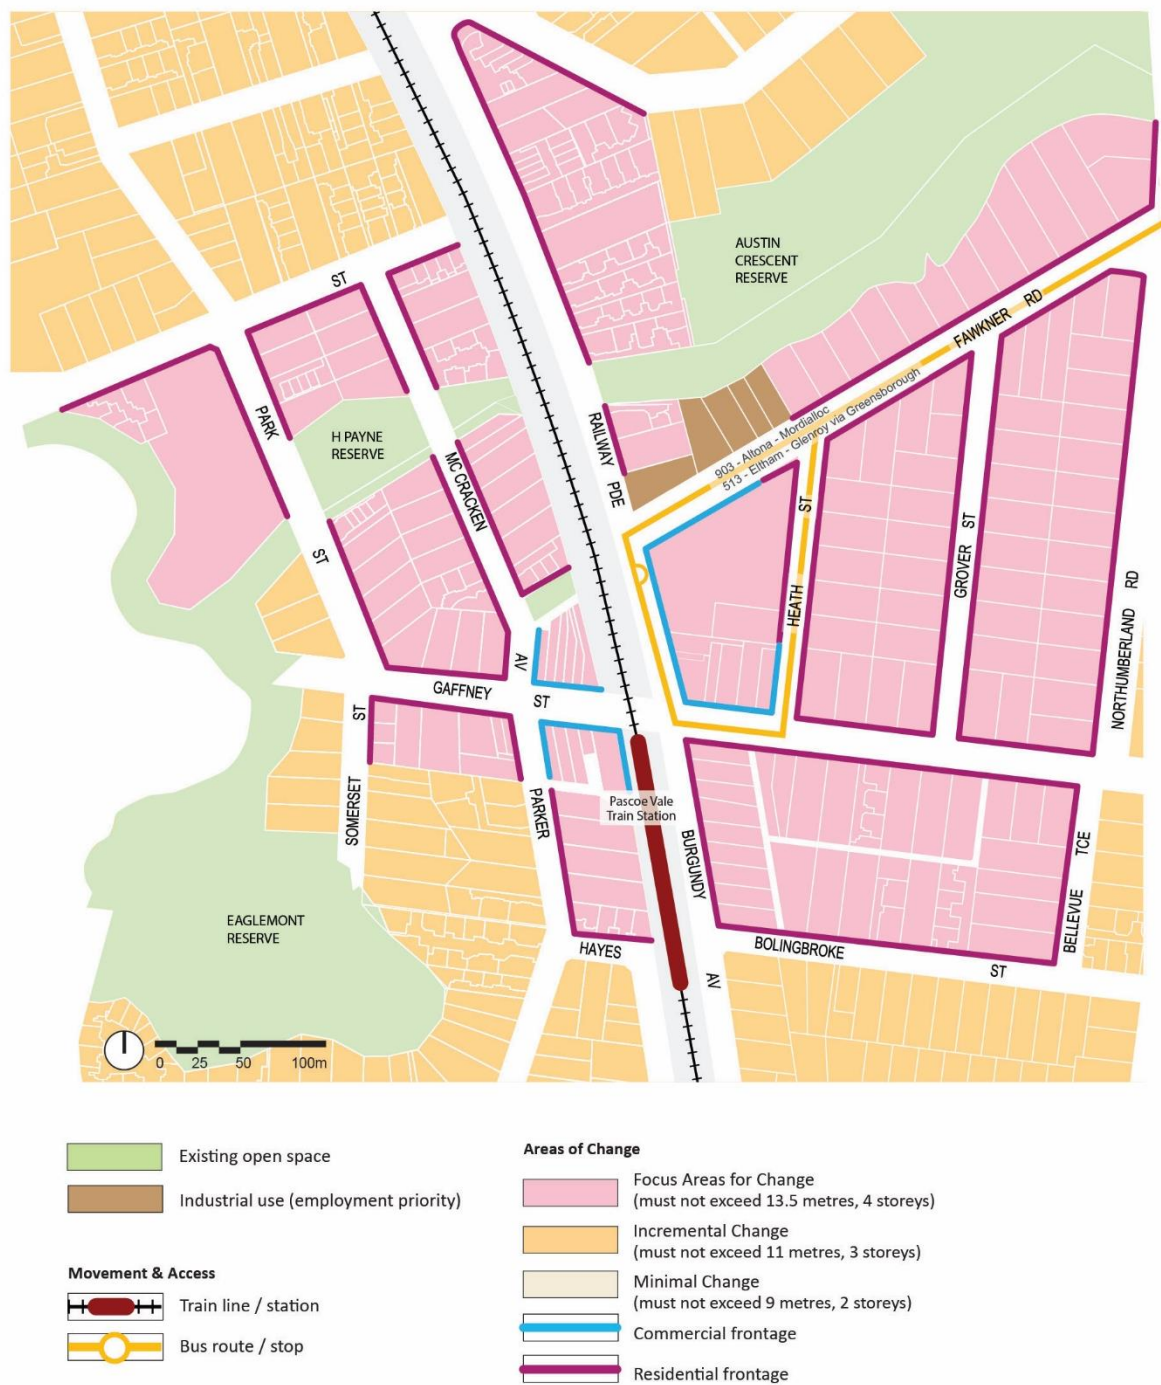 AUSTIN
CRESCENT
RESERVE
ST
FAWKNER RD
PARK
H PAYNE
RESERVE
MC CRACKEN
RAILWAY PDE
903 - Altona - Mordialloc
513 - Eltham - Glenroy via Greensborough
ST
ST
HEATH
GROVER ST
NORTHUMBERLAND RD
AV
GAFFNEY ST
ST
SOMERSET
PARKER
Pascoe Vale
Train Station
BURGUNDY
BELLEVUE TCE
EAGLEMONT
RESERVE
HAYES
BOLINGBROKE ST
AV
0 25 50 100m
Existing open space
Industrial use (employment priority)
Movement & Access
Train line / station
Bus route / stop
Areas of Change
Focus Areas for Change
(must not exceed 13.5 metres, 4 storeys)
Incremental Change
(must not exceed 11 metres, 3 storeys)
Minimal Change
(must not exceed 9 metres, 2 storeys)
Commercial frontage
Residential frontage